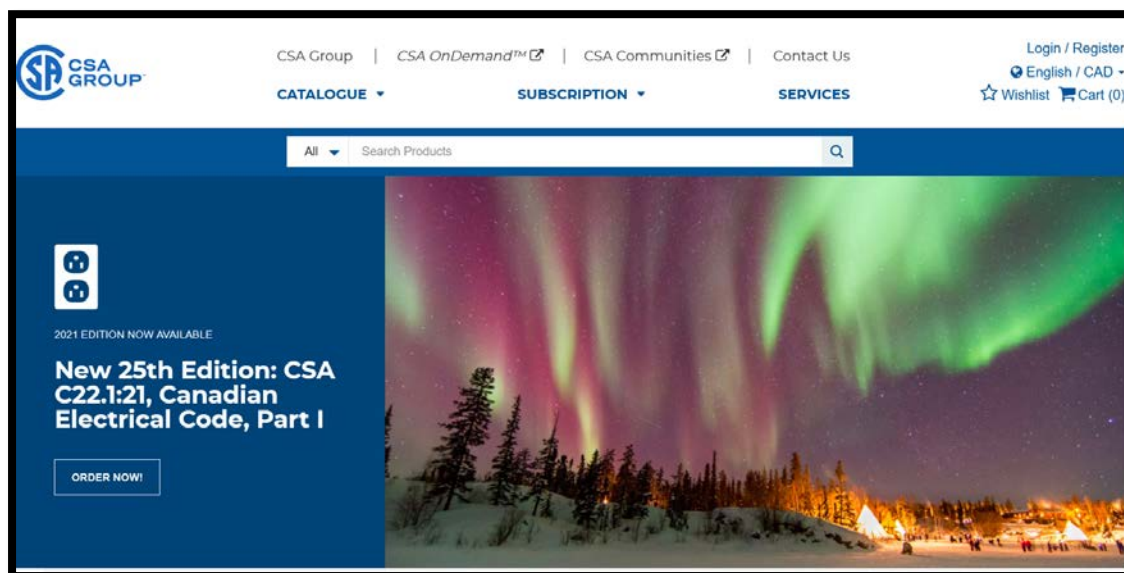 CSA
GROUP™
CSA Group | CSA OnDemand™ | CSA Communities | Contact Us
Login / Register
English / CAD
CATALOGUE
SUBSCRIPTION
SERVICES
Wishlist Cart (0)
All Search Products
2021 EDITION NOW AVAILABLE
New 25th Edition: CSA
C22.1:21, Canadian
Electrical Code, Part I
ORDER NOW!